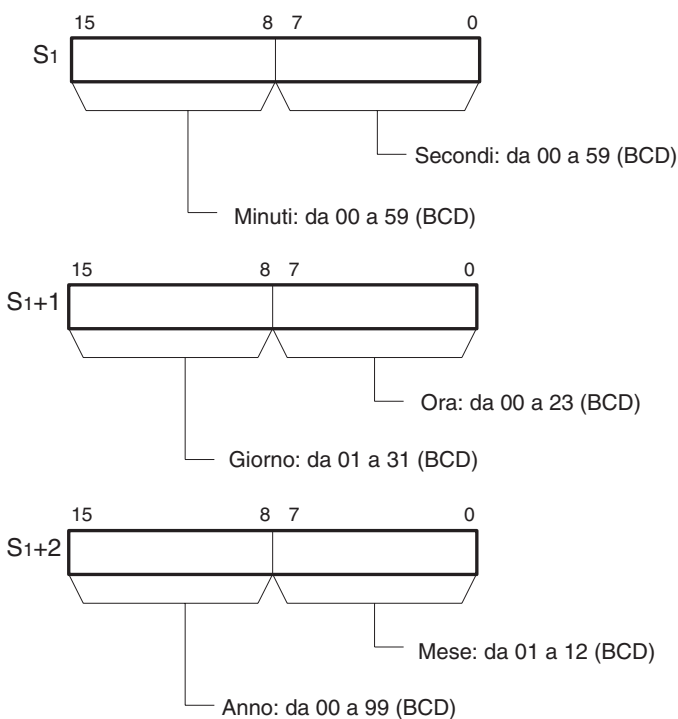 15 8 7 0
S1
Secondi: da 00 a 59 (BCD)
Minuti: da 00 a 59 (BCD)
15 8 7 0
S1+1
Ora: da 00 a 23 (BCD)
Giorno: da 01 a 31 (BCD)
15 8 7 0
S1+2
Mese: da 01 a 12 (BCD)
Anno: da 00 a 99 (BCD)